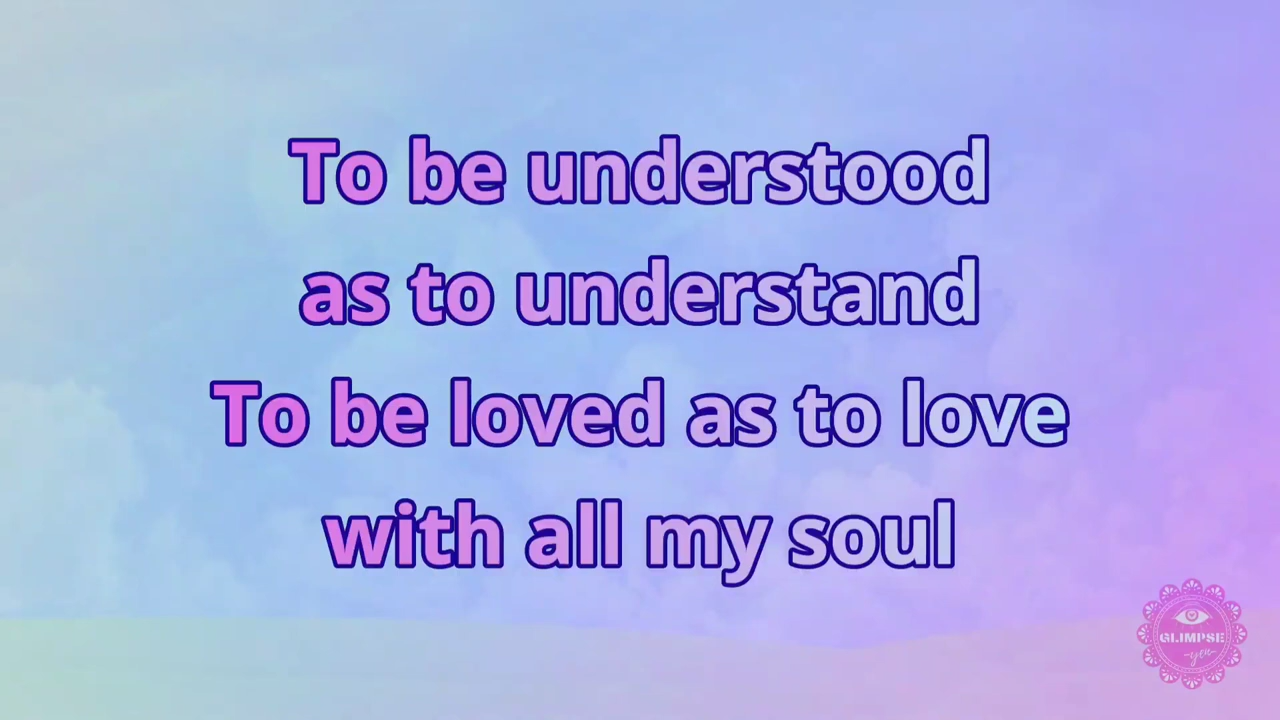 To be understood
as to understand
To be loved as to love
with all my soul
GLIMPSE
-you-